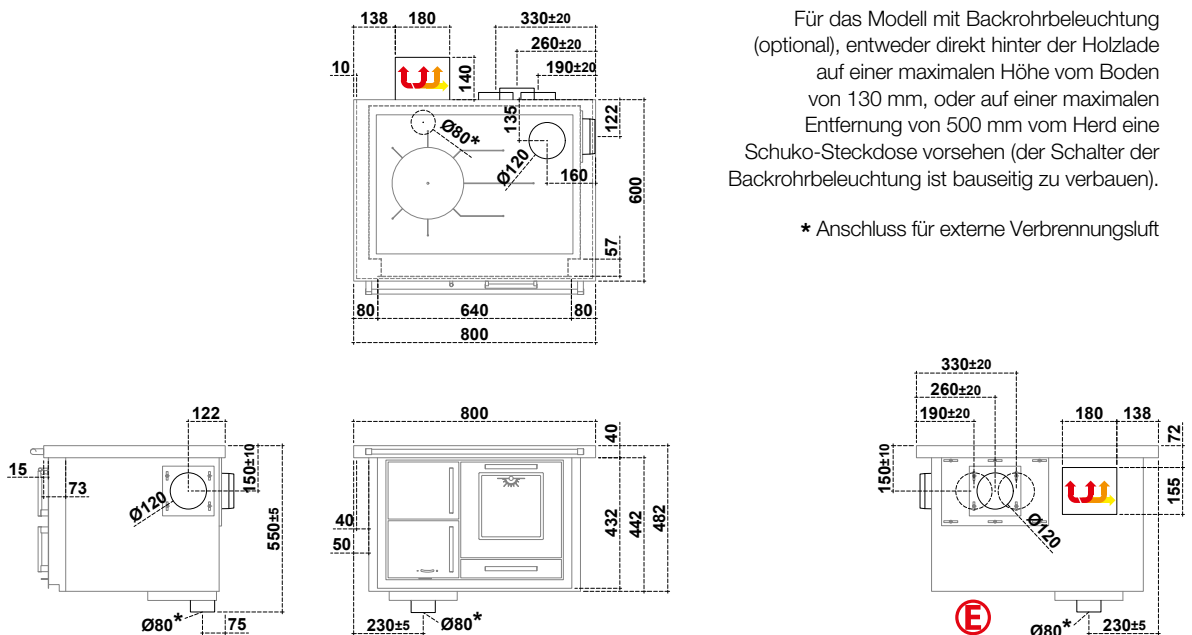 138 180 330±20
260±20
10 140 190±20
Ø80* 135 122
Ø120
160 600
57
80 640 80
800
Für das Modell mit Backrohrbeleuchtung
(optional), entweder direkt hinter der Holzlade
auf einer maximalen Höhe vom Boden
von 130 mm, oder auf einer maximalen
Entfernung von 500 mm vom Herd eine
Schuko-Steckdose vorsehen (der Schalter der
Backrohrbeleuchtung ist bauseitig zu verbauen).
* Anschluss für externe Verbrennungsluft
122
15 150±10
73
Ø120
550±5
Ø80* 75
800
40
40 432 442 482
50
230±5 Ø80*
330±20
260±20
190±20 180 138
72
150±10 155
Ø120
E
Ø80* 230±5